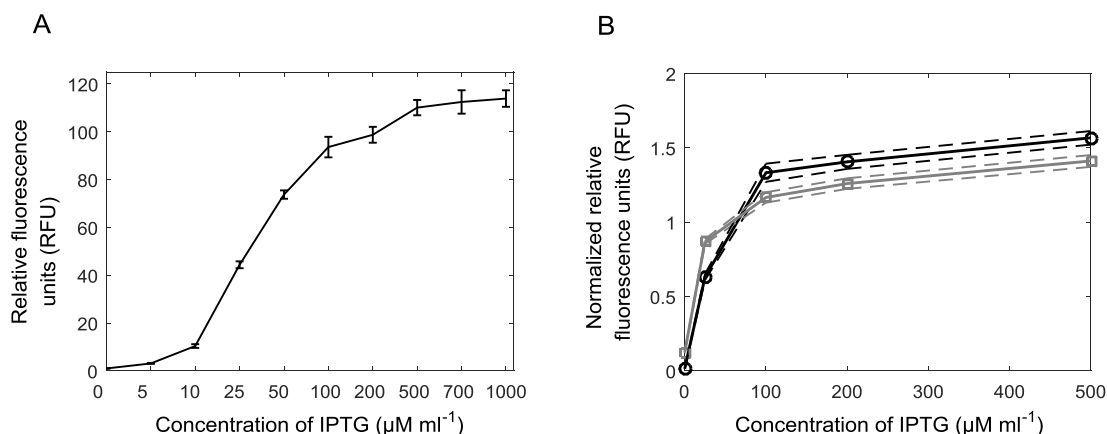 A
Relative fluorescence
units (RFU)
120
100
80
60
40
20
0
0 5 10 25 50 100 200 500 700 1000
Concentration of IPTG (µM ml⁻¹)
B
Normalized relative
fluorescence units (RFU)
2
1.5
1
0.5
0
0 100 200 300 400 500
Concentration of IPTG (µM ml⁻¹)